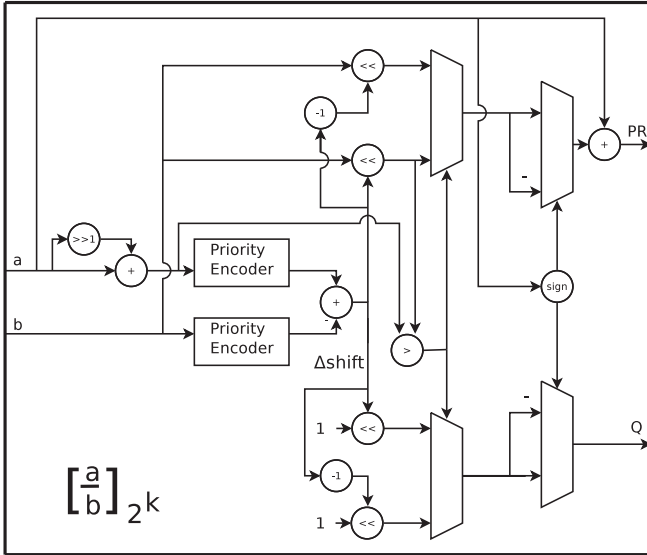 <<
-1
<<
PR
+
-
>>1
a
+
Priority
Encoder
sign
+
-
b
Priority
Encoder
>
Δshift
-
1
<<
Q
-1
[a/b]2k
1
<<